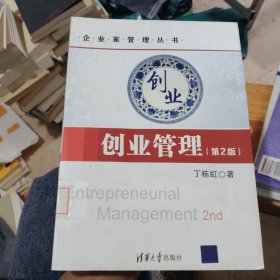 企·业·家·管·理·丛·书
创业
创业管理（第2版）
丁栋虹◎著
Entrepreneurial
Management 2nd
清华大学出版社